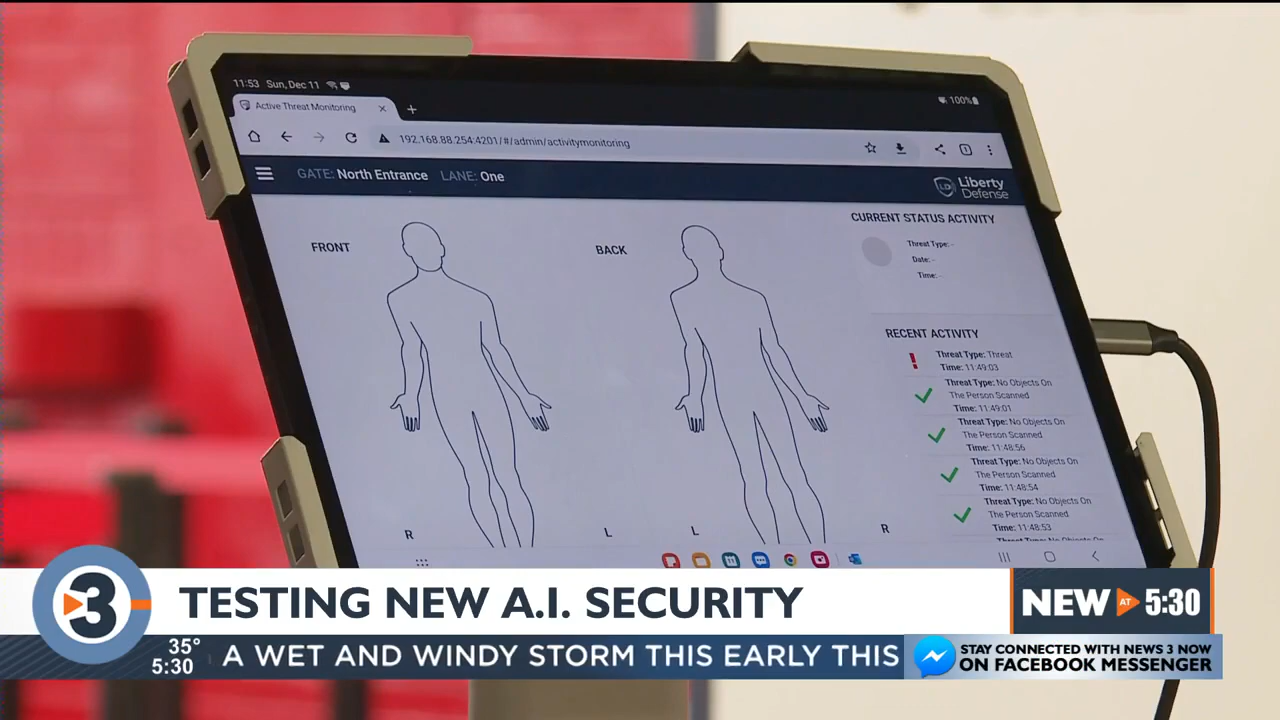 11:53 Sun, Dec 11
100%
Active Threat Monitoring
192.168.88.254:4201/#/admin/activitymonitoring
GATE: North Entrance LANE: One
LD Liberty
Defense
FRONT
BACK
CURRENT STATUS ACTIVITY
Threat Type: -
Date: -
Time: -
RECENT ACTIVITY
Threat Type: Threat
Time: 11:49:03
Threat Type: No Objects On
The Person Scanned
Time: 11:49:01
Threat Type: No Objects On
The Person Scanned
Time: 11:48:56
Threat Type: No Objects On
The Person Scanned
Time: 11:48:54
Threat Type: No Objects On
The Person Scanned
Time: 11:48:53
Threat Type: No Objects On
R L L R
3
TESTING NEW A.I. SECURITY
NEW AT 5:30
35°
5:30
A WET AND WINDY STORM THIS EARLY THIS
STAY CONNECTED WITH NEWS 3 NOW
ON FACEBOOK MESSENGER